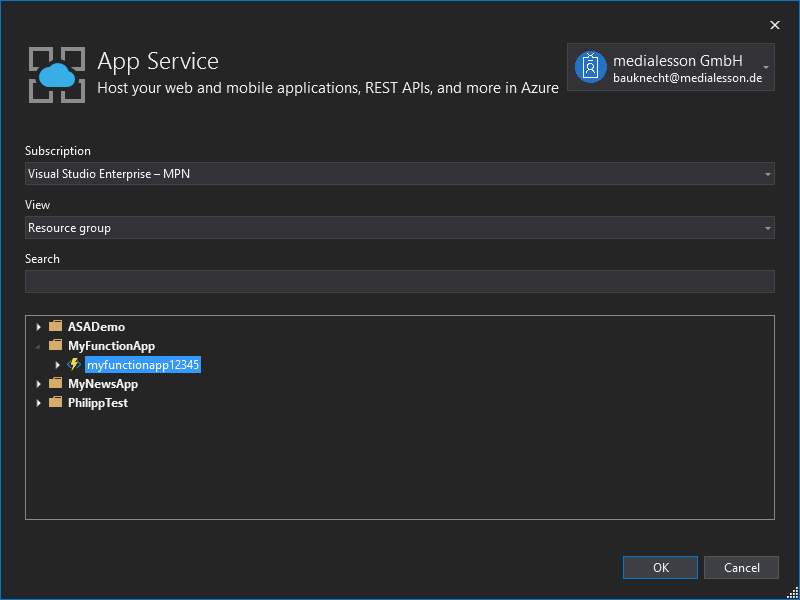 App Service
Host your web and mobile applications, REST APIs, and more in Azure
medialesson GmbH
bauknecht@medialesson.de
Subscription
Visual Studio Enterprise – MPN
View
Resource group
Search
ASADemo
MyFunctionApp
myfunctionapp12345
MyNewsApp
PhilippTest
OK
Cancel